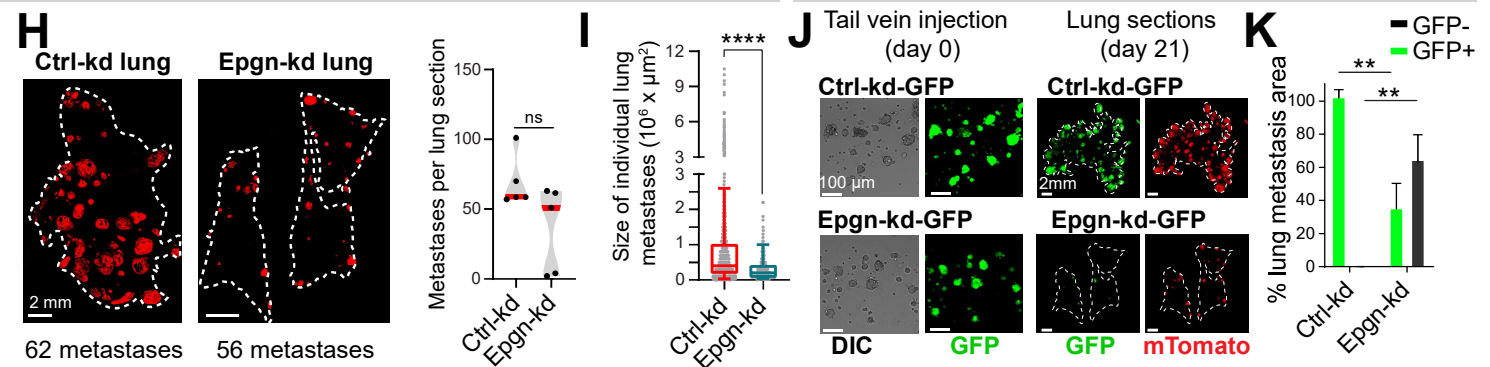 H
Ctrl-kd lung
Epgn-kd lung
2 mm
62 metastases
56 metastases
Metastases per lung section
150
100
50
0
ns
Ctrl-kd
Epgn-kd
I
Size of individual lung
metastases (10⁶ x µm²)
12
9
6
3
3
2
1
0
****
Ctrl-kd
Epgn-kd
J
Tail vein injection
(day 0)
Lung sections
(day 21)
Ctrl-kd-GFP
Ctrl-kd-GFP
100 µm
2mm
Epgn-kd-GFP
Epgn-kd-GFP
DIC
GFP
GFP
mTomato
K
GFP-
GFP+
% lung metastasis area
100
80
60
40
20
0
**
**
Ctrl-kd
Epgn-kd